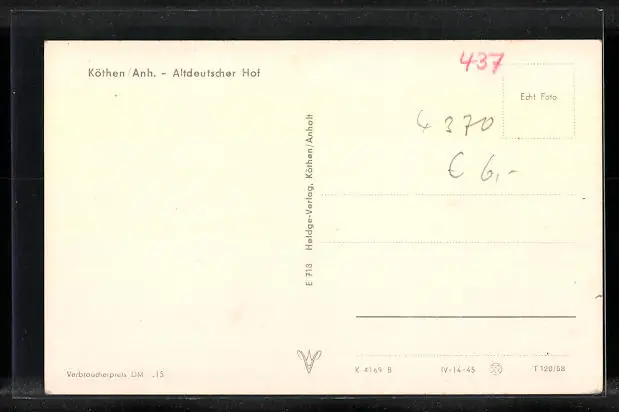 Köthen/Anh. - Altdeutscher Hof
437
Echt Foto
4370
€ 6,-
E 713 Heldge-Verlag, Köthen/Anhalt
Verbraucherpreis DM -.15
K 4169 B
IV-14-45
T 120/58